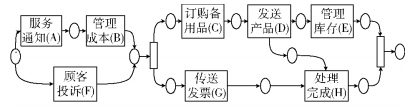 服务
通知(A)
管理
成本(B)
顾客
投诉(F)
订购备
用品(C)
发送
产品(D)
管理
库存(E)
传送
发票(G)
处理
完成(H)